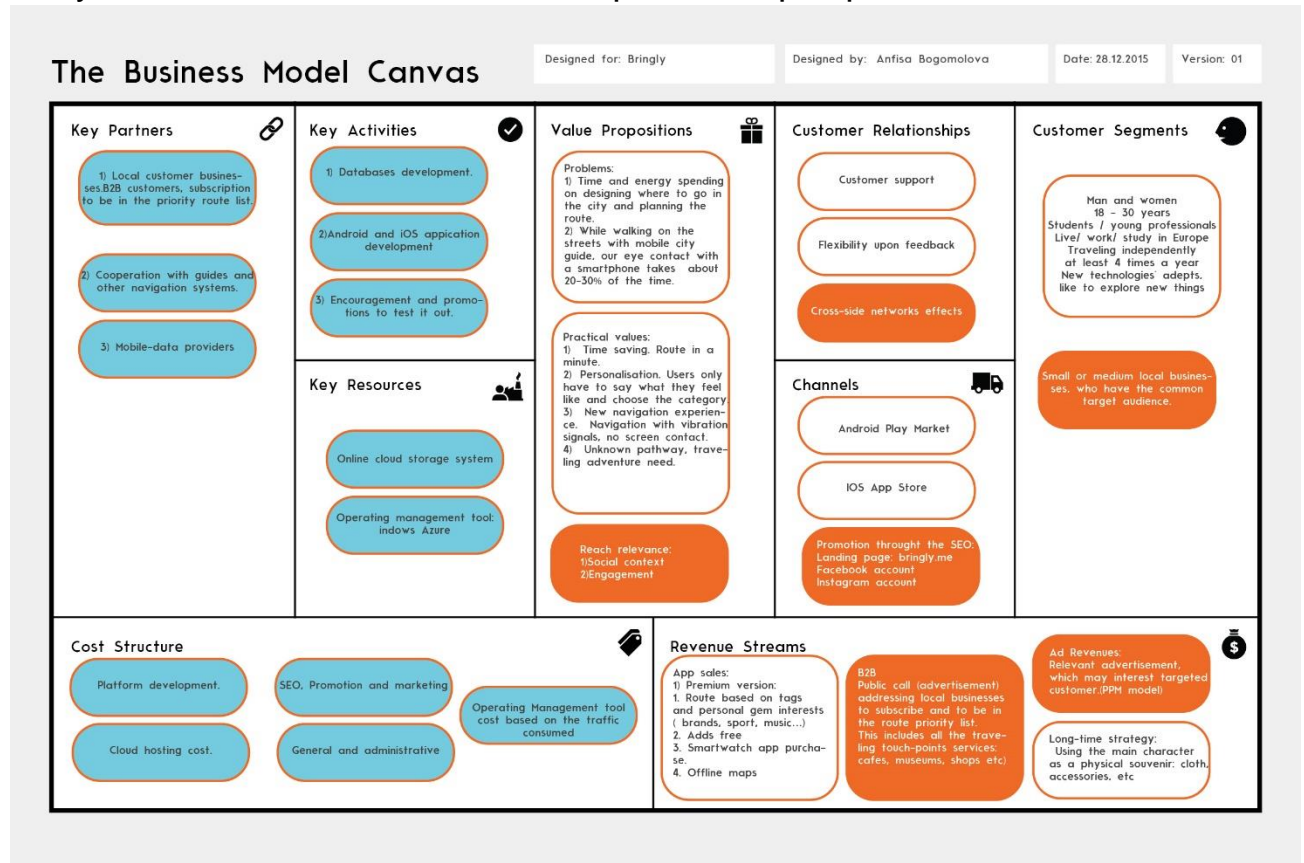 The Business Model Canvas
Designed for: Bringly
Designed by: Anfisa Bogomolova
Date: 28.12.2015
Version: 01
Key Partners
1) Local customer busines-
ses.B2B customers, subscription
to be in the priority route list.
2) Cooperation with guides and
other navigation systems.
3) Mobile-data providers
Key Activities
1) Databases development.
2)Android and iOS appication
development
3) Encouragement and promo-
tions to test it out.
Key Resources
Online cloud storage system
Operating management tool:
indows Azure
Value Propositions
Problems:
1) Time and energy spending
on designing where to go in
the city and planning the
route.
2) While walking on the
streets with mobile city
guide, our eye contact with
a smartphone takes about
20-30% of the time.
Practical values:
1) Time saving. Route in a
minute.
2) Personalisation. Users only
have to say what they feel
like and choose the category.
3) New navigation experien-
ce. Navigation with vibration
signals, no screen contact.
4) Unknown pathway, trave-
ling adventure need.
Reach relevance:
1)Social context
2)Engagement
Customer Relationships
Customer support
Flexibility upon feedback
Cross-side networks effects
Channels
Android Play Market
IOS App Store
Promotion throught the SEO:
Landing page: bringly.me
Facebook account
Instagram account
Customer Segments
Man and women
18 - 30 years
Students / young professionals
Live/ work/ study in Europe
Traveling independently
at least 4 times a year
New technologies' adepts,
like to explore new things
Small or medium local busines-
ses, who have the common
target audience.
Cost Structure
Platform development.
Cloud hosting cost.
SEO, Promotion and marketing
General and administrative
Operating Management tool
cost based on the traffic
consumed
Revenue Streams
App sales:
1) Premium version:
1. Route based on tags
and personal gem interests
( brands, sport, music...)
2. Adds free
3. Smartwatch app purcha-
se.
4. Offline maps
B2B
Public call (advertisement)
addressing local businesses
to subscribe and to be in
the route priority list.
This includes all the trave-
ling touch-points services:
cafes, museums, shops etc)
Ad Revenues:
Relevant advertisement,
which may interest targeted
customer.(PPM model)
Long-time strategy:
Using the main character
as a physical souvenir: cloth,
accessories, etc